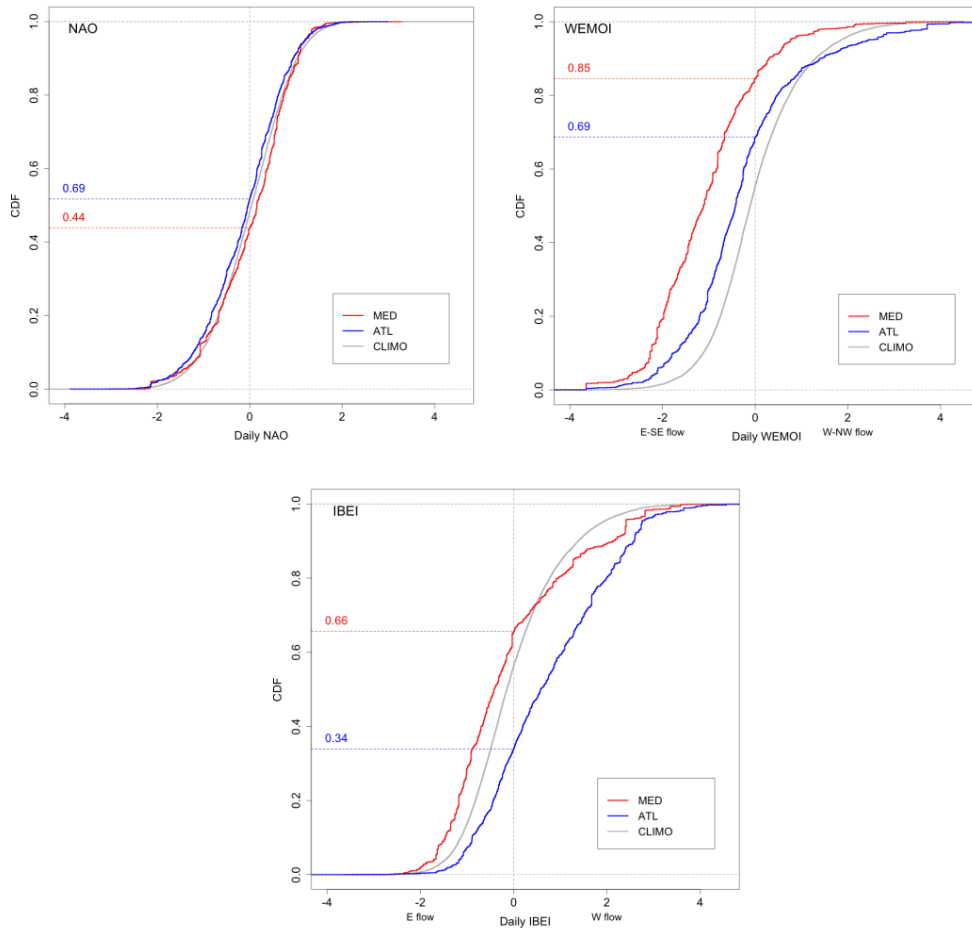 NAO
CDF
0.0
0.2
0.4
0.6
0.8
1.0
0.69
0.44
MED
ATL
CLIMO
-4
-2
0
2
4
Daily NAO
WEMOI
CDF
0.0
0.2
0.4
0.6
0.8
1.0
0.85
0.69
MED
ATL
CLIMO
-4
-2
0
2
4
E-SE flow
Daily WEMOI
W-NW flow
IBEI
CDF
0.0
0.2
0.4
0.6
0.8
1.0
0.66
0.34
MED
ATL
CLIMO
-4
-2
0
2
4
E flow
Daily IBEI
W flow